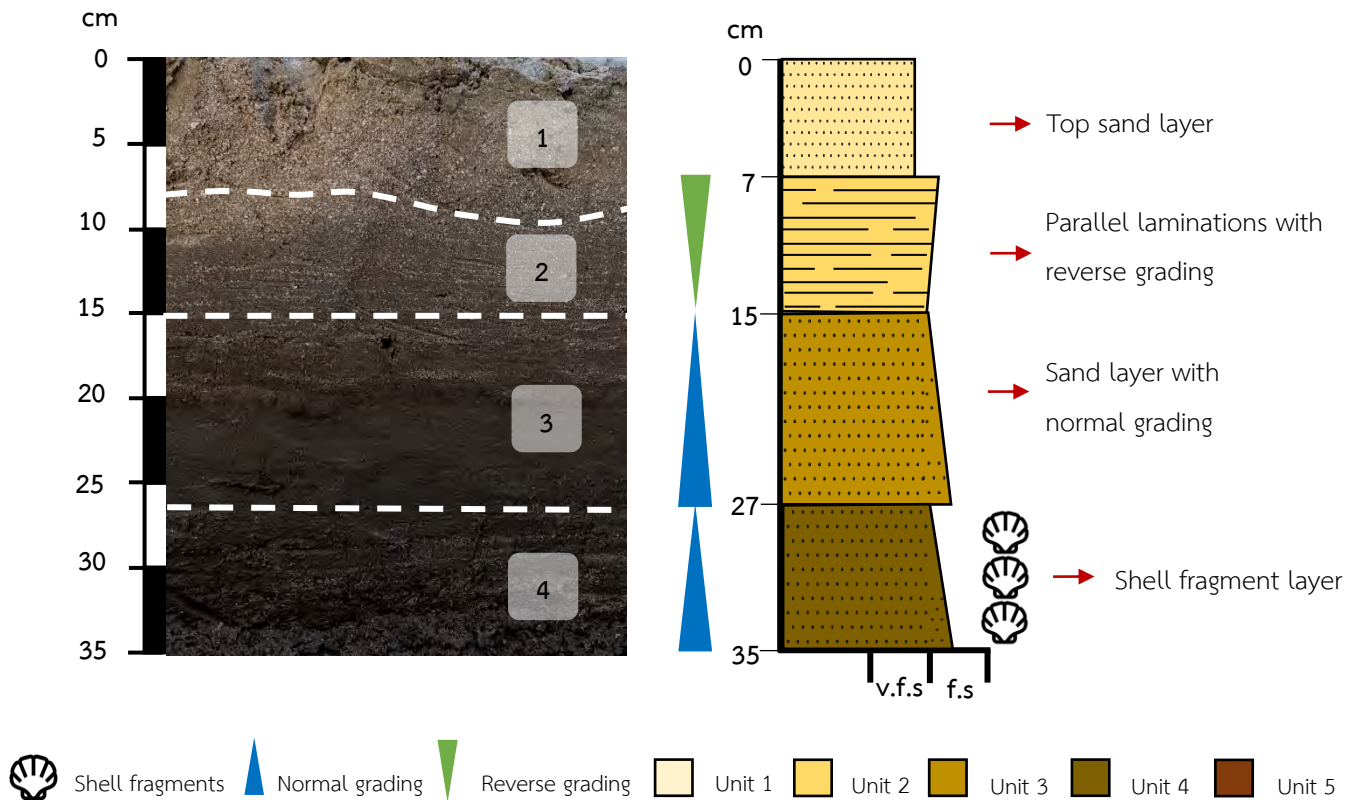 cm
0
5
10
15
20
25
30
35
1
2
3
4
cm
0
7
15
27
35
v.f.s f.s
Top sand layer
Parallel laminations with
reverse grading
Sand layer with
normal grading
Shell fragment layer
Shell fragments
Normal grading
Reverse grading
Unit 1
Unit 2
Unit 3
Unit 4
Unit 5